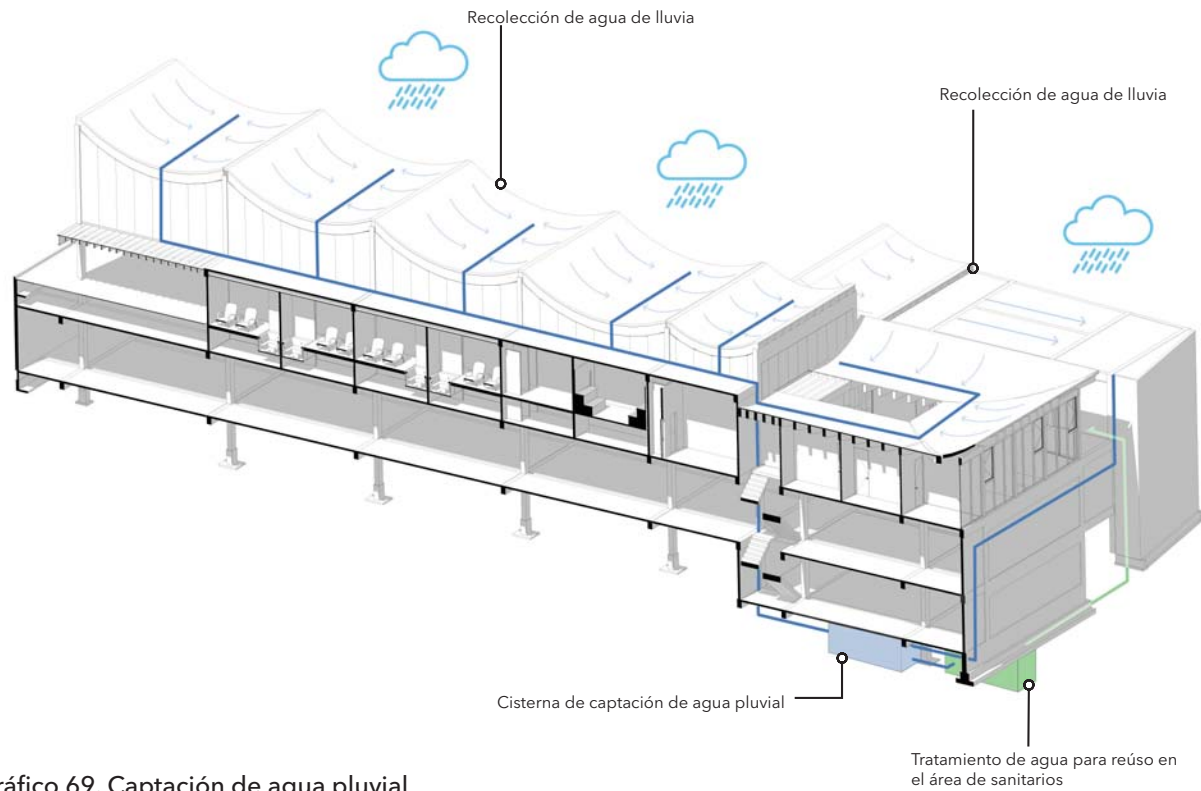 Recolección de agua de lluvia
Recolección de agua de lluvia
Cisterna de captación de agua pluvial
Tratamiento de agua para reúso en
el área de sanitarios
ráfico 69. Captación de agua pluvial